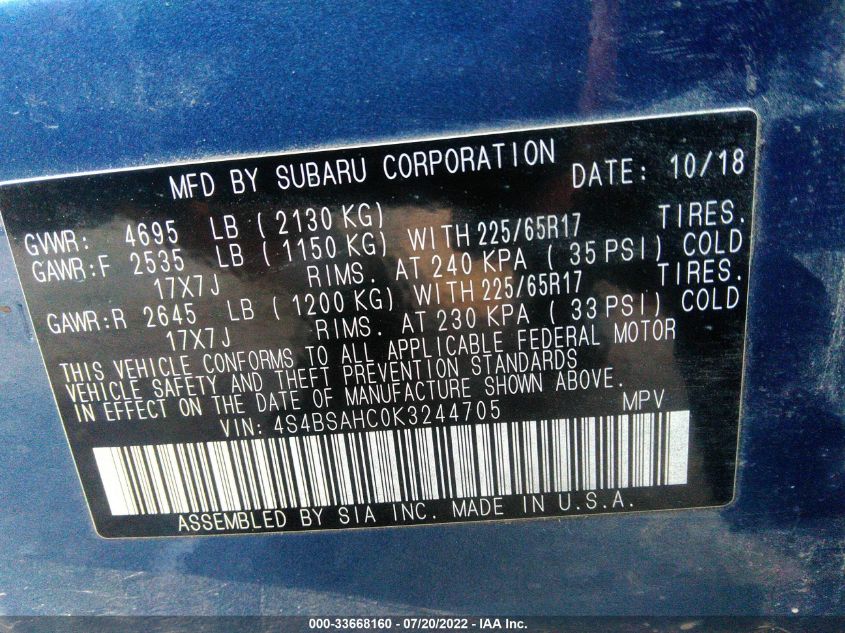 MFD BY SUBARU CORPORATION DATE: 10/18
GVWR: 4695 LB ( 2130 KG)
GAWR:F 2535 LB ( 1150 KG) WITH 225/65R17 TIRES.
17X7J RIMS. AT 240 KPA ( 35 PSI) COLD
GAWR:R 2645 LB ( 1200 KG) WITH 225/65R17 TIRES.
17X7J RIMS. AT 230 KPA ( 33 PSI) COLD
THIS VEHICLE CONFORMS TO ALL APPLICABLE FEDERAL MOTOR
VEHICLE SAFETY AND THEFT PREVENTION STANDARDS
IN EFFECT ON THE DATE OF MANUFACTURE SHOWN ABOVE.
VIN: 4S4BSAHC0K3244705 MPV
ASSEMBLED BY SIA INC. MADE IN U.S.A.
000-33668160 - 07/20/2022 - IAA Inc.